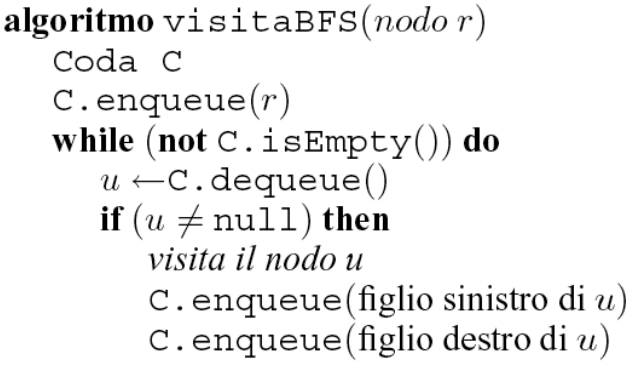 algoritmo visitaBFS(nodo r)
Coda C
C.enqueue(r)
while (not C.isEmpty()) do
u ←C.dequeue()
if (u ≠ null) then
visita il nodo u
C.enqueue(figlio sinistro di u)
C.enqueue(figlio destro di u)